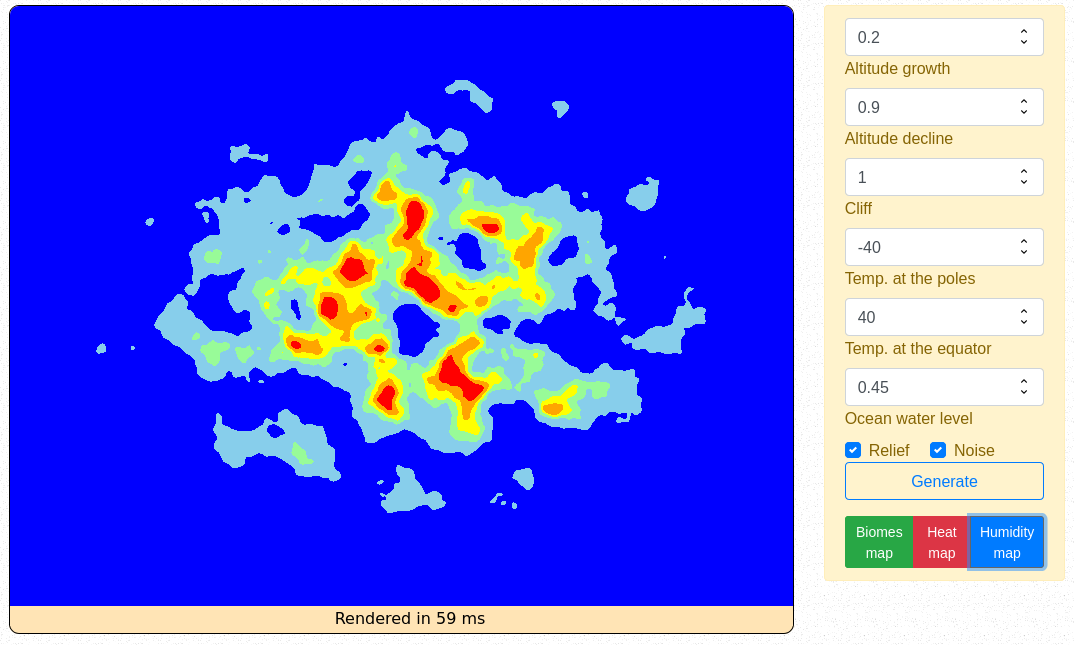 0.2
Altitude growth
0.9
Altitude decline
1
Cliff
-40
Temp. at the poles
40
Temp. at the equator
0.45
Ocean water level
Relief Noise
Generate
Biomes Heat Humidity
map map map
Rendered in 59 ms